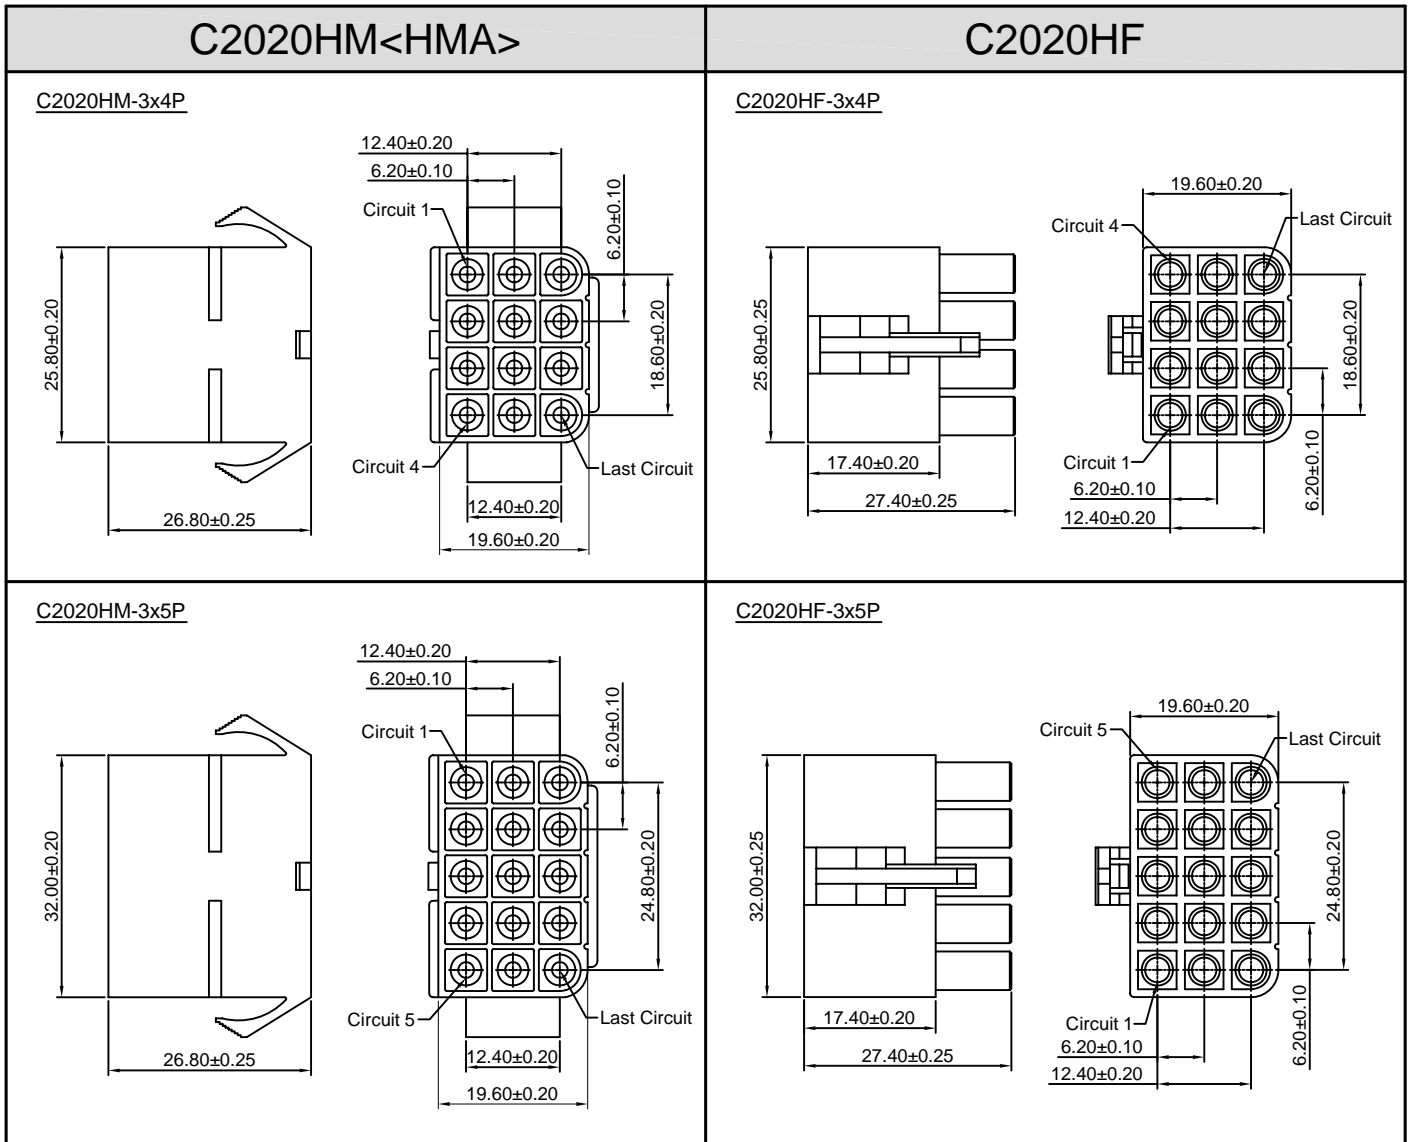 C2020HM<HMA>
C2020HF
C2020HM-3x4P
12.40±0.20
6.20±0.10
Circuit 1
6.20±0.10
25.80±0.20
18.60±0.20
Circuit 4
Last Circuit
26.80±0.25
12.40±0.20
19.60±0.20
C2020HF-3x4P
19.60±0.20
Circuit 4
Last Circuit
25.80±0.25
18.60±0.20
17.40±0.20
27.40±0.25
Circuit 1
6.20±0.10
12.40±0.20
6.20±0.10
C2020HM-3x5P
12.40±0.20
6.20±0.10
Circuit 1
6.20±0.10
32.00±0.20
24.80±0.20
Circuit 5
Last Circuit
26.80±0.25
12.40±0.20
19.60±0.20
C2020HF-3x5P
19.60±0.20
Circuit 5
Last Circuit
32.00±0.25
24.80±0.20
17.40±0.20
27.40±0.25
Circuit 1
6.20±0.10
12.40±0.20
6.20±0.10